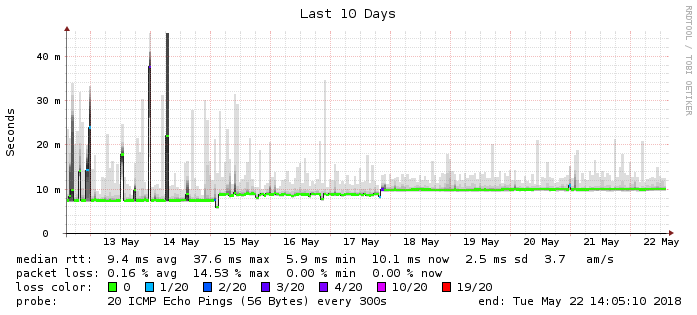 Last 10 Days
RRDTOOL / TOBI OETIKER
Seconds
40 m
30 m
20 m
10 m
0
13 May 14 May 15 May 16 May 17 May 18 May 19 May 20 May 21 May 22 May
median rtt: 9.4 ms avg 37.6 ms max 5.9 ms min 10.1 ms now 2.5 ms sd 3.7 am/s
packet loss: 0.16 % avg 14.53 % max 0.00 % min 0.00 % now
loss color: 0 1/20 2/20 3/20 4/20 10/20 19/20
probe: 20 ICMP Echo Pings (56 Bytes) every 300s end: Tue May 22 14:05:10 2018